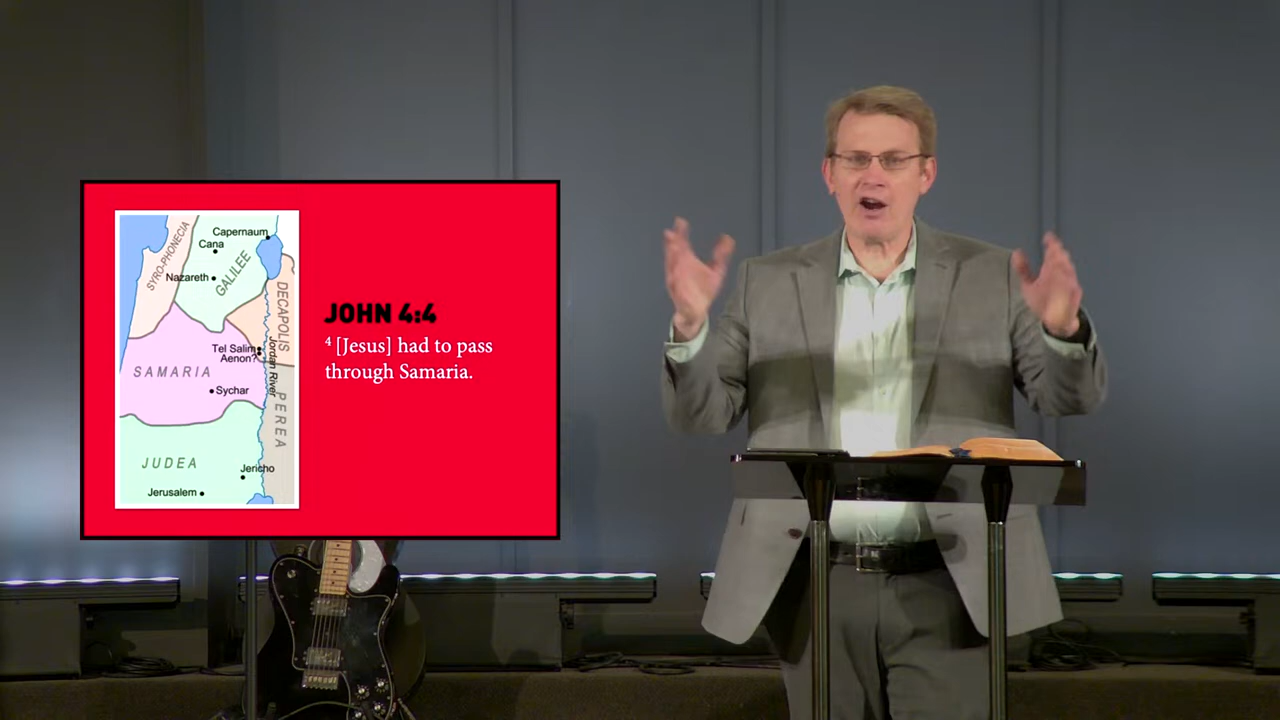 SYRO-PHONECIA
Capernaum
Cana
GALILEE
Nazareth
DECAPOLIS
Tel Salim
Aenon?
Jordan River
SAMARIA
Sychar
PEREA
JUDEA
Jericho
Jerusalem
JOHN 4:4
4 [Jesus] had to pass
through Samaria.